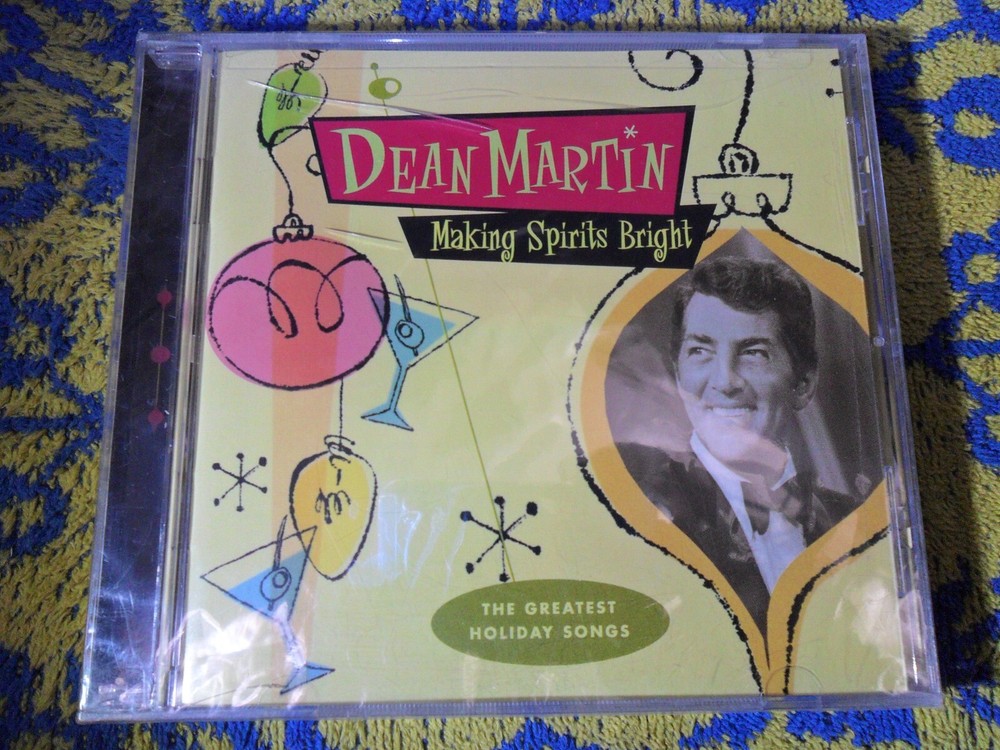 DEAN MARTIN
Making Spirits Bright
THE GREATEST
HOLIDAY SONGS